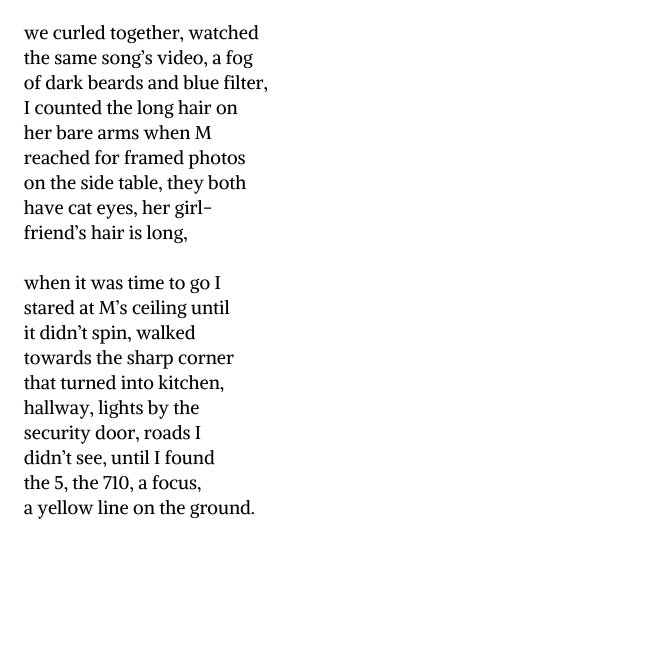 we curled together, watched
the same song’s video, a fog
of dark beards and blue filter,
I counted the long hair on
her bare arms when M
reached for framed photos
on the side table, they both
have cat eyes, her girl-
friend’s hair is long,

when it was time to go I
stared at M’s ceiling until
it didn’t spin, walked
towards the sharp corner
that turned into kitchen,
hallway, lights by the
security door, roads I
didn’t see, until I found
the 5, the 710, a focus,
a yellow line on the ground.